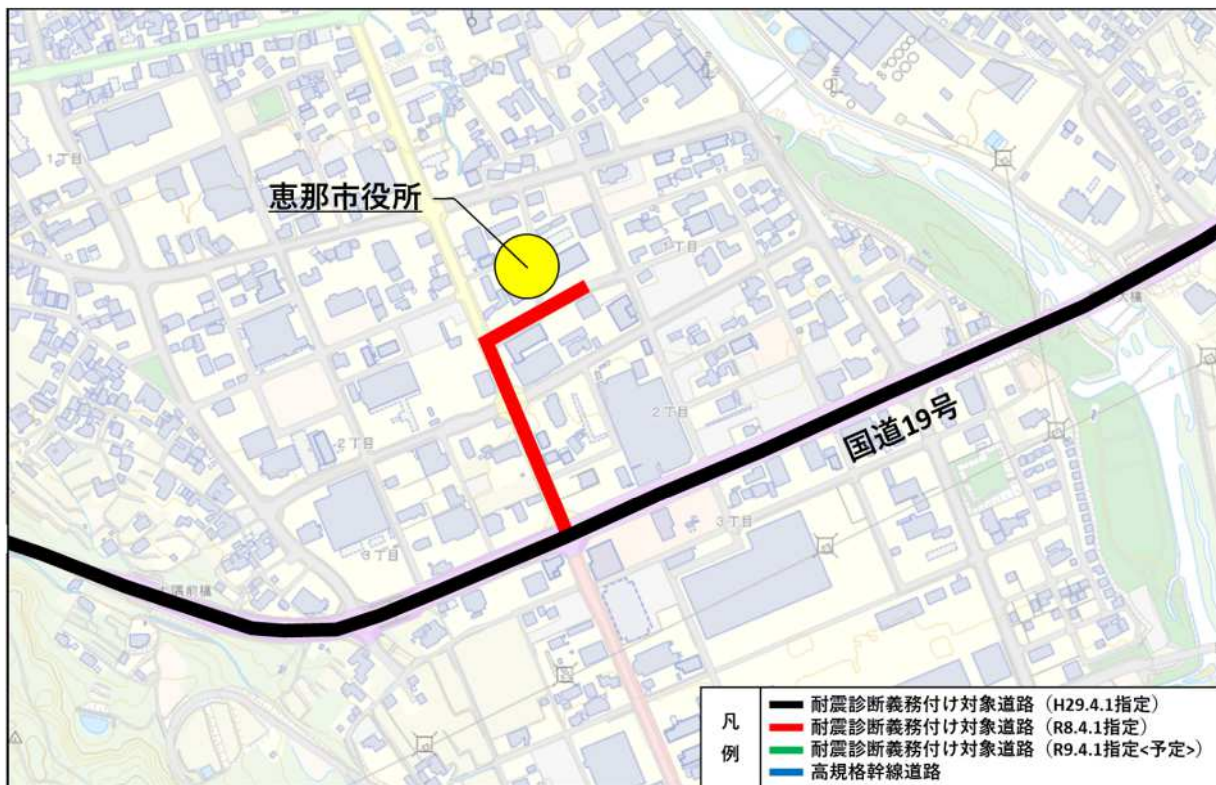 1丁目
恵那市役所
1丁目
大橋
国道19号
2丁目
2丁目
3丁目
3丁目
凡例
耐震診断義務付け対象道路（H29.4.1指定）
耐震診断義務付け対象道路（R8.4.1指定）
耐震診断義務付け対象道路（R9.4.1指定<予定>）
高規格幹線道路